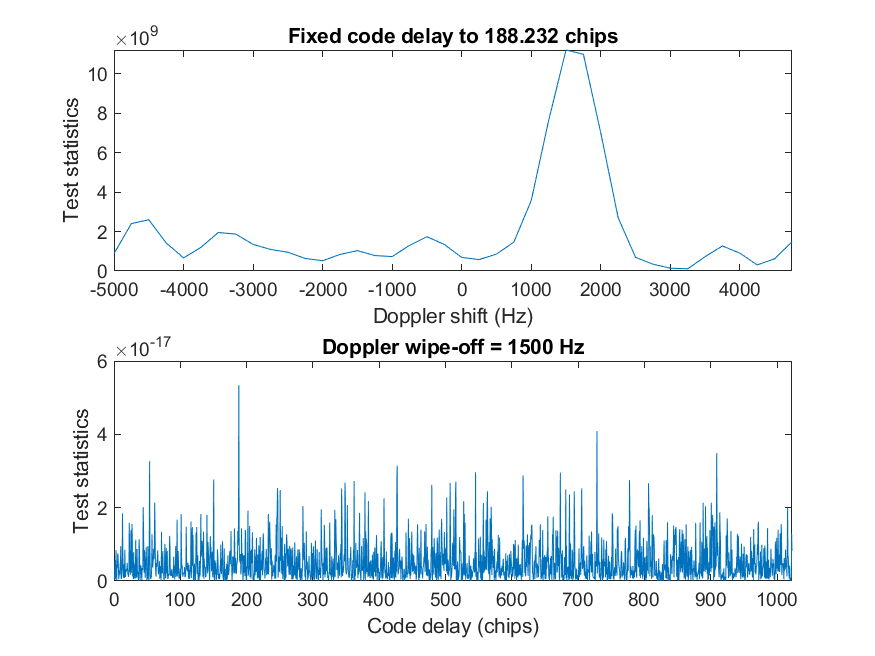 ×10^9
Fixed code delay to 188.232 chips
Test statistics
10
8
6
4
2
0
-5000 -4000 -3000 -2000 -1000 0 1000 2000 3000 4000
Doppler shift (Hz)
×10^-17
Doppler wipe-off = 1500 Hz
Test statistics
6
4
2
0
0 100 200 300 400 500 600 700 800 900 1000
Code delay (chips)